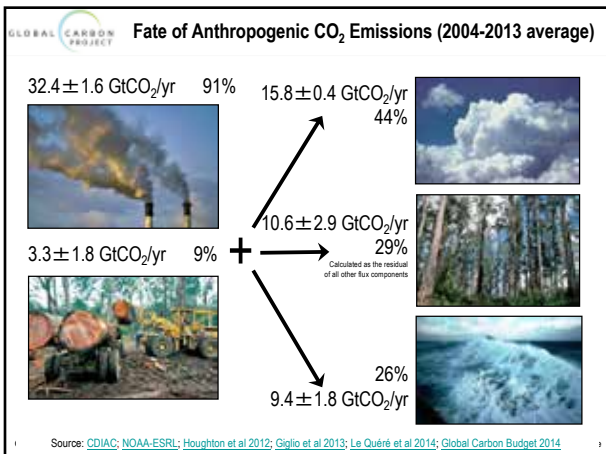 GLOBAL CARBON
PROJECT
Fate of Anthropogenic CO₂ Emissions (2004-2013 average)
32.4±1.6 GtCO₂/yr 91%
3.3±1.8 GtCO₂/yr 9%
+
15.8±0.4 GtCO₂/yr
44%
10.6±2.9 GtCO₂/yr
29%
Calculated as the residual
of all other flux components
26%
9.4±1.8 GtCO₂/yr
Source: CDIAC; NOAA-ESRL; Houghton et al 2012; Giglio et al 2013; Le Quéré et al 2014; Global Carbon Budget 2014